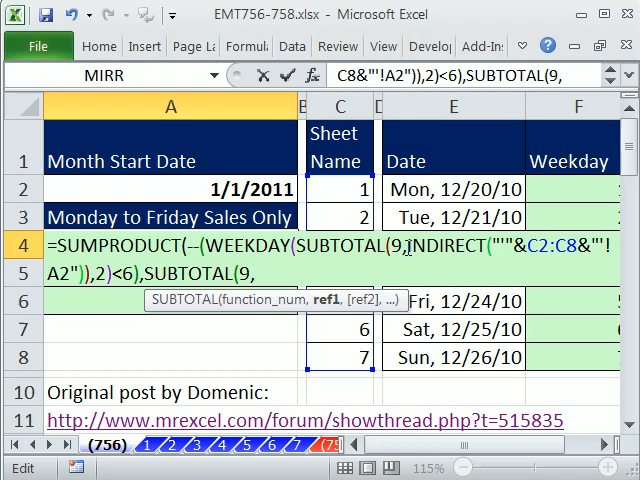 EMT756-758.xlsx - Microsoft Excel
File Home Insert Page La Formula Data Review View Develop Add-Ins
MIRR fx C8&"'!A2")),2)<6),SUBTOTAL(9,
A B C D E F
1 Month Start Date Sheet Name Date Weekday
2 1/1/2011 1 Mon, 12/20/10
3 Monday to Friday Sales Only 2 Tue, 12/21/10
4 =SUMPRODUCT(--(WEEKDAY(SUBTOTAL(9,INDIRECT("'"&C2:C8&"'!
5 A2")),2)<6),SUBTOTAL(9,
SUBTOTAL(function_num, ref1, [ref2], ...)
6 Fri, 12/24/10
7 6 Sat, 12/25/10
8 7 Sun, 12/26/10
10 Original post by Domenic:
11 http://www.mrexcel.com/forum/showthread.php?t=515835
(756) 1 2 3 4 5 6 7 (75
Edit 115%